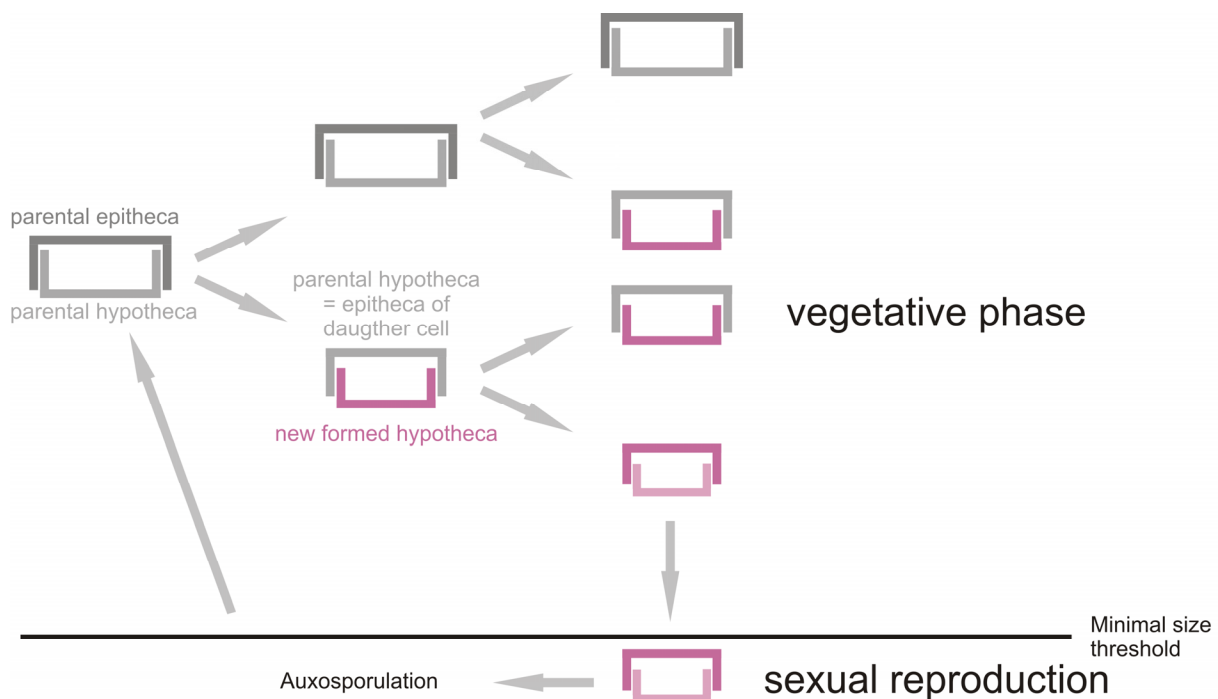 parental epitheca
parental hypotheca
parental hypotheca
= epitheca of
daugther cell
new formed hypotheca
vegetative phase
Minimal size
threshold
Auxosporulation
sexual reproduction